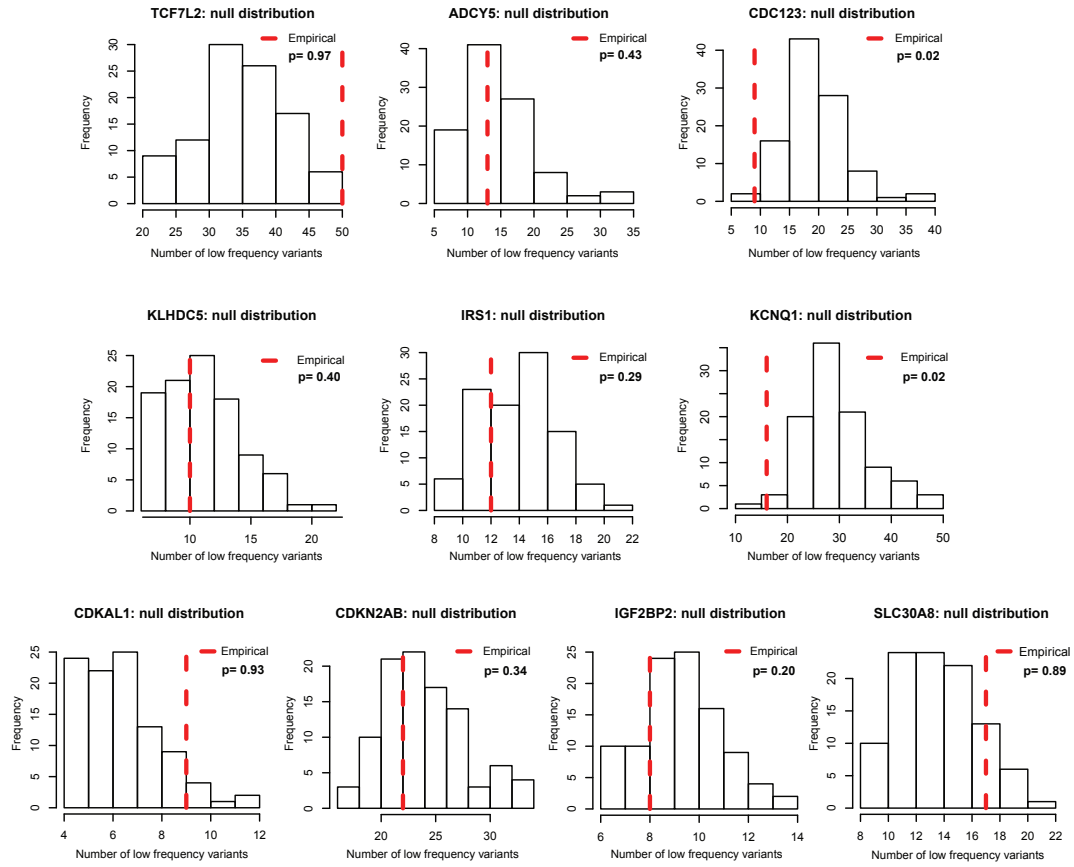 TCF7L2: null distribution
Empirical
p= 0.97
Frequency
0 5 10 15 20 25 30
20 25 30 35 40 45 50
Number of low frequency variants
ADCY5: null distribution
Empirical
p= 0.43
Frequency
0 10 20 30 40
5 10 15 20 25 30 35
Number of low frequency variants
CDC123: null distribution
Empirical
p= 0.02
Frequency
0 10 20 30 40
5 10 15 20 25 30 35 40
Number of low frequency variants
KLHDC5: null distribution
Empirical
p= 0.40
Frequency
0 5 10 15 20 25
10 15 20
Number of low frequency variants
IRS1: null distribution
Empirical
p= 0.29
Frequency
0 5 10 15 20 25 30
8 10 12 14 16 18 20 22
Number of low frequency variants
KCNQ1: null distribution
Empirical
p= 0.02
Frequency
0 5 10 20 30
10 20 30 40 50
Number of low frequency variants
CDKAL1: null distribution
Empirical
p= 0.93
Frequency
0 5 10 15 20 25
4 6 8 10 12
Number of low frequency variants
CDKN2AB: null distribution
Empirical
p= 0.34
Frequency
0 5 10 15 20
20 25 30
Number of low frequency variants
IGF2BP2: null distribution
Empirical
p= 0.20
Frequency
0 5 10 15 20 25
6 8 10 12 14
Number of low frequency variants
SLC30A8: null distribution
Empirical
p= 0.89
Frequency
0 5 10 15 20 25
8 10 12 14 16 18 20 22
Number of low frequency variants